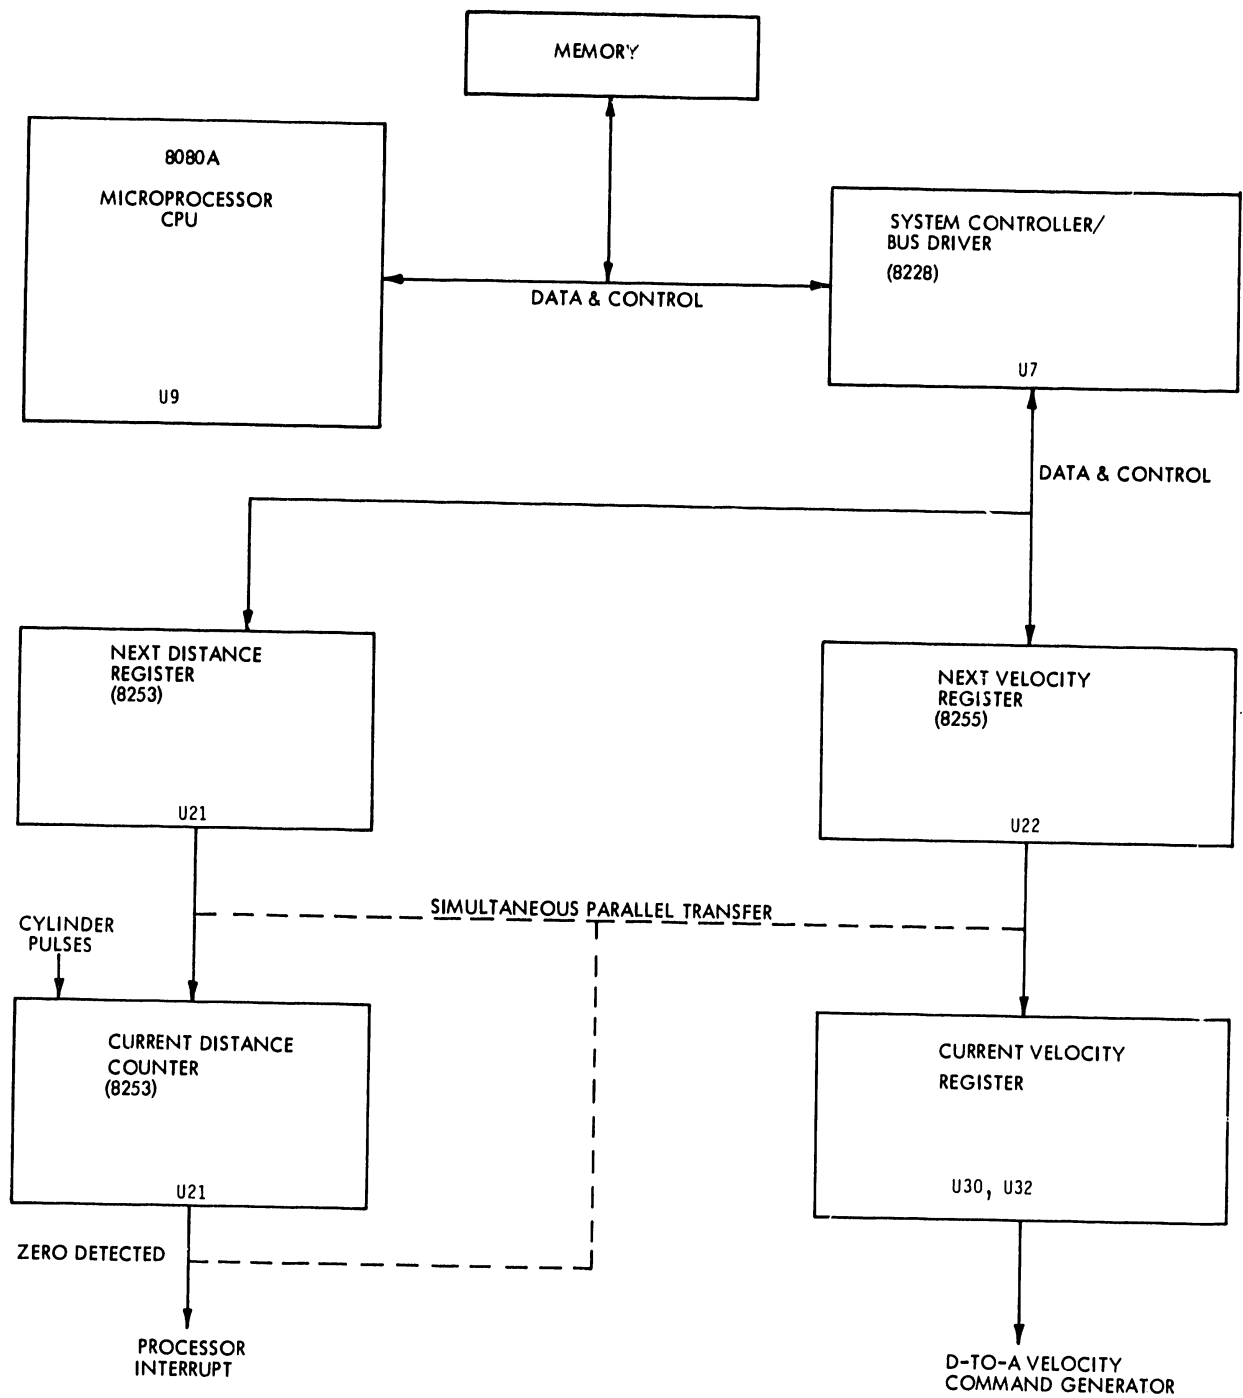 MEMORY
8080A
MICROPROCESSOR
CPU
U9
SYSTEM CONTROLLER/
BUS DRIVER
(8228)
U7
DATA & CONTROL
DATA & CONTROL
NEXT DISTANCE
REGISTER
(8253)
U21
NEXT VELOCITY
REGISTER
(8255)
U22
SIMULTANEOUS PARALLEL TRANSFER
CYLINDER
PULSES
CURRENT DISTANCE
COUNTER
(8253)
U21
CURRENT VELOCITY
REGISTER
U30, U32
ZERO DETECTED
PROCESSOR
INTERRUPT
D-TO-A VELOCITY
COMMAND GENERATOR